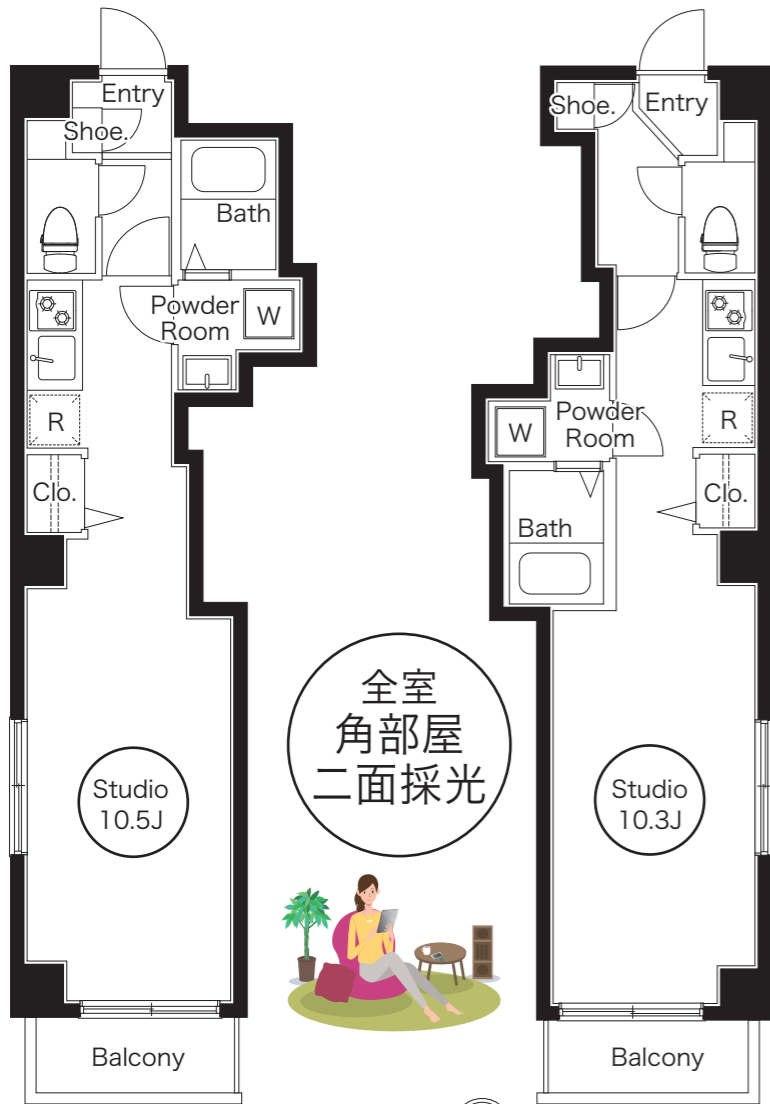 Entry
Shoe.
Bath
Powder
Room
W
R
Clo.
Studio
10.5J
Balcony
全室
角部屋
二面採光
Entry
Shoe.
Powder
Room
W
R
Clo.
Bath
Studio
10.3J
Balcony